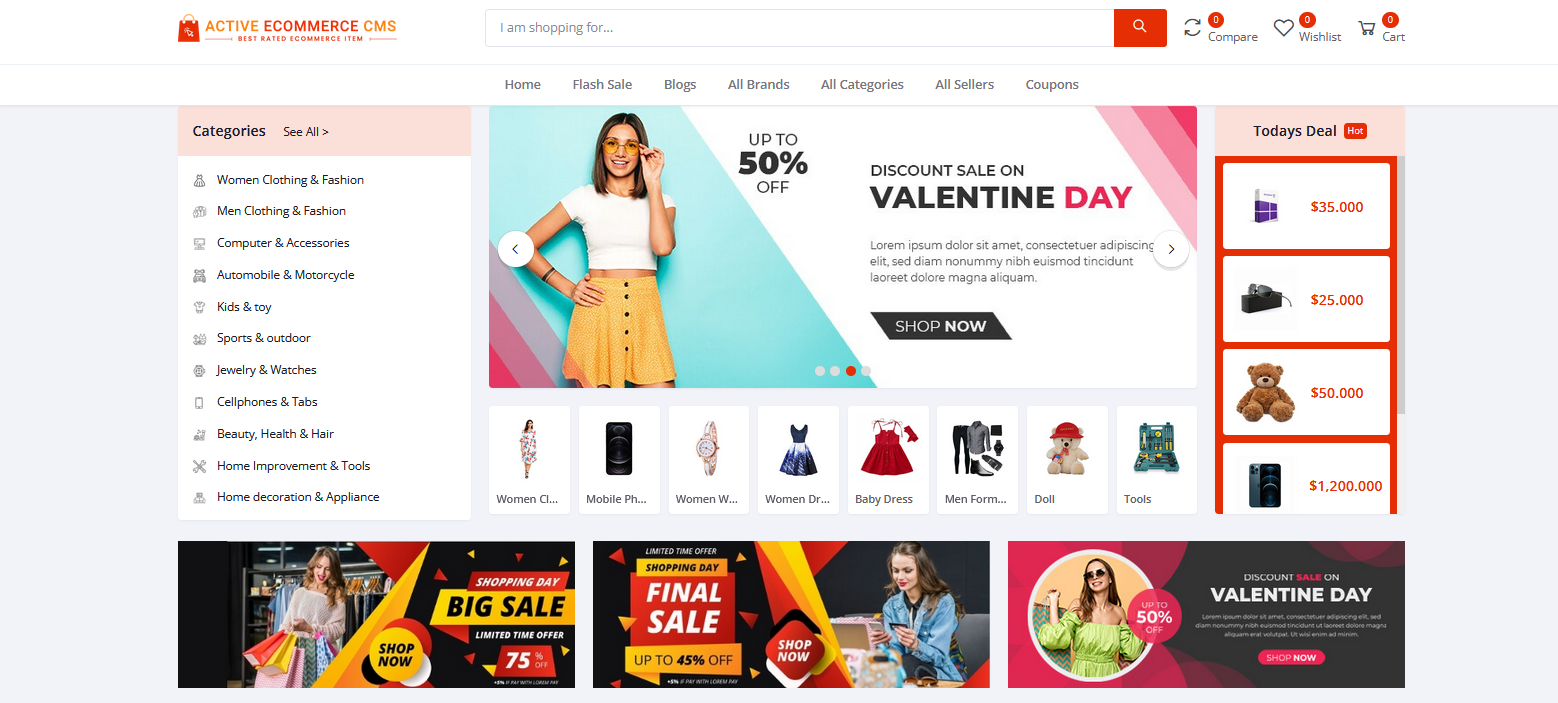 ACTIVE ECOMMERCE CMS
BEST RATED ECOMMERCE ITEM
I am shopping for...
0
Compare
0
Wishlist
0
Cart
Home
Flash Sale
Blogs
All Brands
All Categories
All Sellers
Coupons
Categories
See All >
Women Clothing & Fashion
Men Clothing & Fashion
Computer & Accessories
Automobile & Motorcycle
Kids & toy
Sports & outdoor
Jewelry & Watches
Cellphones & Tabs
Beauty, Health & Hair
Home Improvement & Tools
Home decoration & Appliance
UP TO
50%
OFF
DISCOUNT SALE ON
VALENTINE DAY
Lorem ipsum dolor sit amet, consectetuer adipiscing
elit, sed diam nonummy nibh euismod tincidunt
laoreet dolore magna aliquam.
SHOP NOW
Women Cl...
Mobile Ph...
Women W...
Women Dr...
Baby Dress
Men Form...
Doll
Tools
Todays Deal
Hot
$35.000
$25.000
$50.000
$1,200.000
SHOPPING DAY
BIG SALE
LIMITED TIME OFFER
SHOP
NOW
75 %
OFF
+5% IF PAY WITH LOREM PAY
LIMITED TIME OFFER
SHOPPING DAY
FINAL
SALE
UP TO 45% OFF
SHOP
NOW
+5% IF PAY WITH LOREM PAY
UP TO
50%
OFF
DISCOUNT SALE ON
VALENTINE DAY
Lorem ipsum dolor sit amet, consectetuer adipiscing elit, sed
diam nonummy nibh euismod tincidunt ut laoreet dolore magna
aliquam erat volutpat. Ut wisi enim ad minim.
SHOP NOW